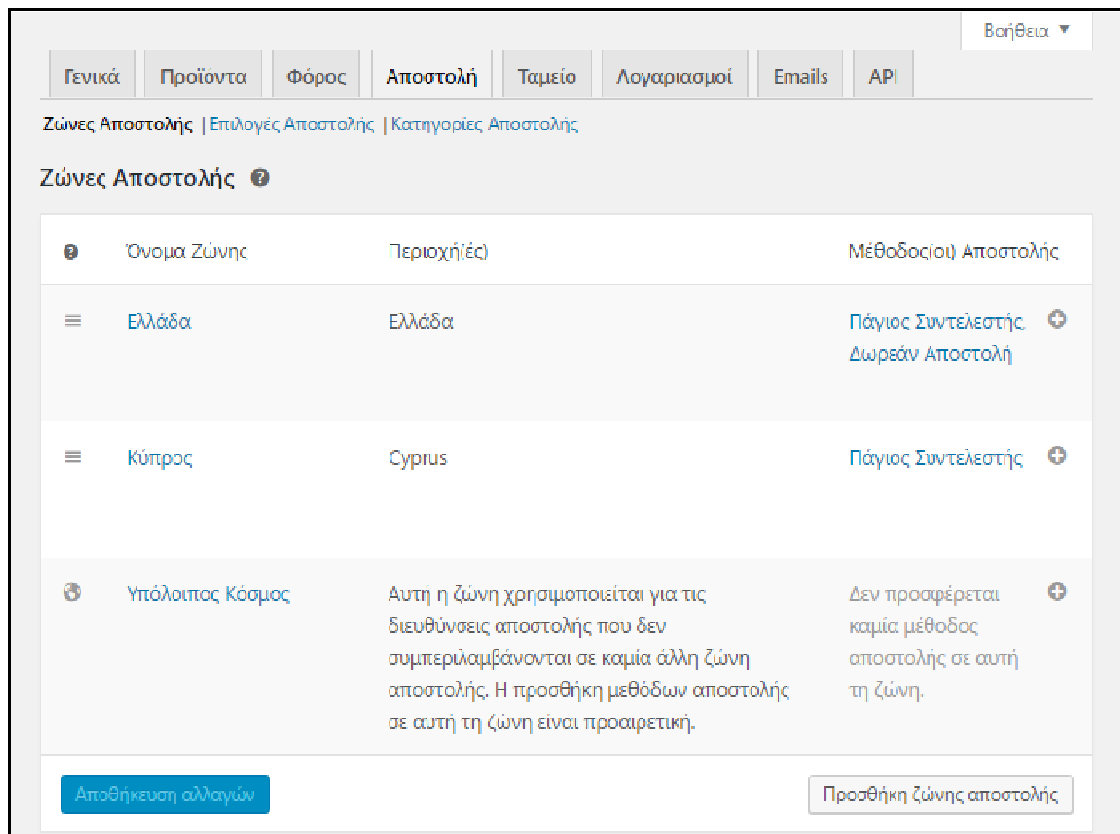 Βοήθεια
Γενικά Προϊόντα Φόρος Αποστολή Ταμείο Λογαριασμοί Emails API
Ζώνες Αποστολής | Επιλογές Αποστολής | Κατηγορίες Αποστολής
Ζώνες Αποστολής
Όνομα Ζώνης Περιοχή(ές) Μέθοδος(οι) Αποστολής
Ελλάδα Ελλάδα Πάγιος Συντελεστής,
Δωρεάν Αποστολή
Κύπρος Cyprus Πάγιος Συντελεστής
Υπόλοιπος Κόσμος Αυτή η ζώνη χρησιμοποιείται για τις Δεν προσφέρεται
διευθύνσεις αποστολής που δεν καμία μέθοδος
συμπεριλαμβάνονται σε καμία άλλη ζώνη αποστολής σε αυτή
αποστολής. Η προσθήκη μεθόδων αποστολής τη ζώνη.
σε αυτή τη ζώνη είναι προαιρετική.
Αποθήκευση αλλαγών Προσθήκη ζώνης αποστολής